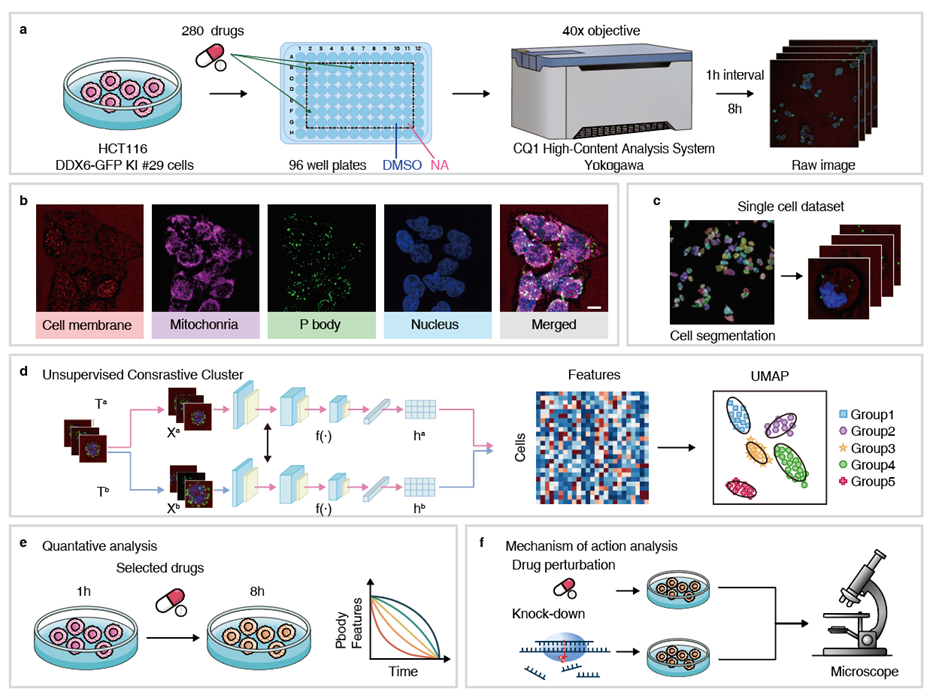 a
280 drugs
40x objective
1 2 3 4 5 6 7 8 9 10 11 12
A
B
C
D
E
F
G
H
1h interval
8h
HCT116
DDX6-GFP KI #29 cells
96 well plates
DMSO
NA
CQ1 High-Content Analysis System
Yokogawa
Raw image
b
Cell membrane
Mitochonria
P body
Nucleus
Merged
c
Single cell dataset
Cell segmentation
d
Unsupervised Consrastive Cluster
Tᵃ
Xᵃ
f(·)
hᵃ
Tᵇ
Xᵇ
f(·)
hᵇ
Features
Cells
UMAP
Group1
Group2
Group3
Group4
Group5
e
Quantative analysis
Selected drugs
1h
8h
Pbody
Features
Time
f
Mechanism of action analysis
Drug perturbation
Knock-down
Microscope